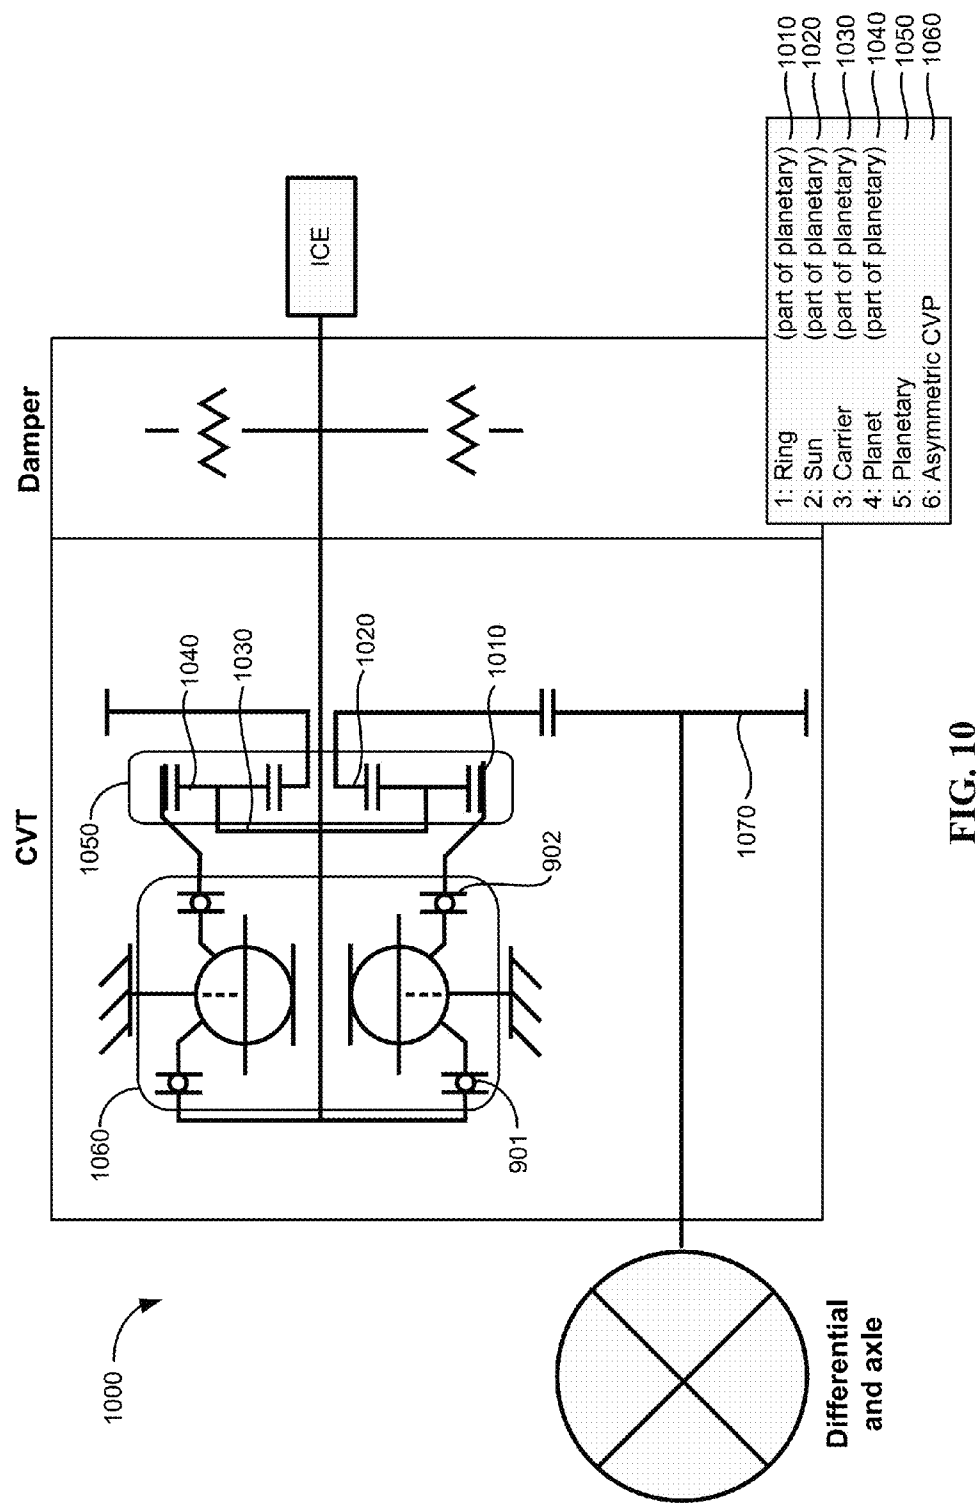 1000
CVT
Damper
1060
1050
1040
1030
1020
1010
901
902
1070
ICE
Differential
and axle
1: Ring (part of planetary) 1010
2: Sun (part of planetary) 1020
3: Carrier (part of planetary) 1030
4: Planet (part of planetary) 1040
5: Planetary 1050
6: Asymmetric CVP 1060
FIG. 10